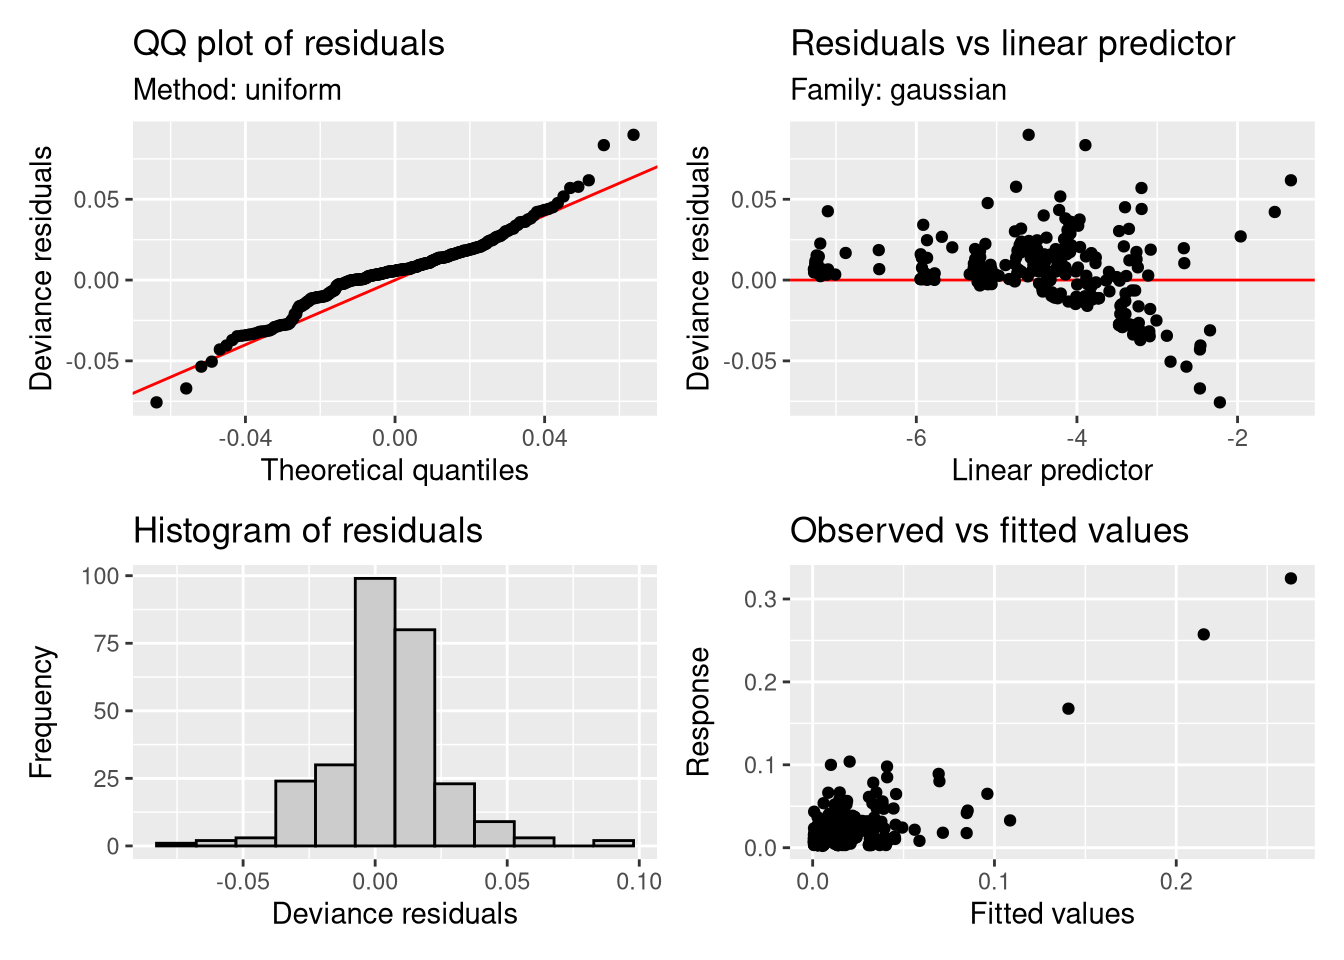 QQ plot of residuals
Method: uniform
Deviance residuals
0.05
0.00
-0.05
-0.04
0.00
0.04
Theoretical quantiles
Residuals vs linear predictor
Family: gaussian
Deviance residuals
0.05
0.00
-0.05
-6
-4
-2
Linear predictor
Histogram of residuals
Frequency
100
75
50
25
0
-0.05
0.00
0.05
0.10
Deviance residuals
Observed vs fitted values
Response
0.3
0.2
0.1
0.0
0.0
0.1
0.2
Fitted values